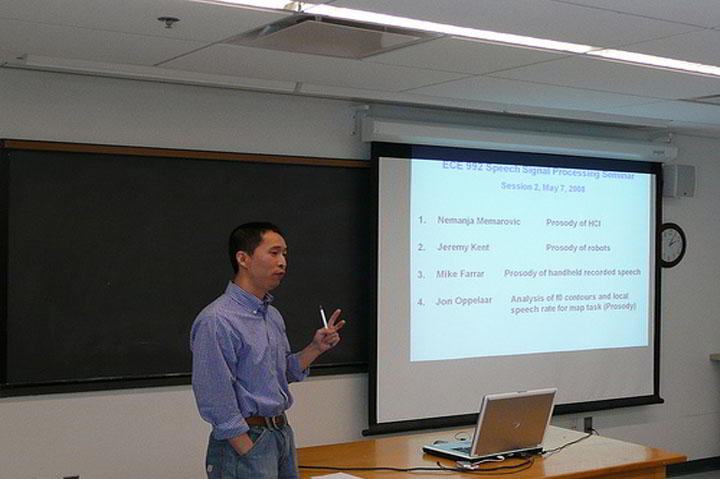 ECE 992 Speech Signal Processing Seminar
Session 2, May 7, 2008
1. Nemanja Memarovic Prosody of HCI
2. Jeremy Kent Prosody of robots
3. Mike Farrar Prosody of handheld recorded speech
4. Jon Oppelaar Analysis of f0 contours and local
speech rate for map task (Prosody)